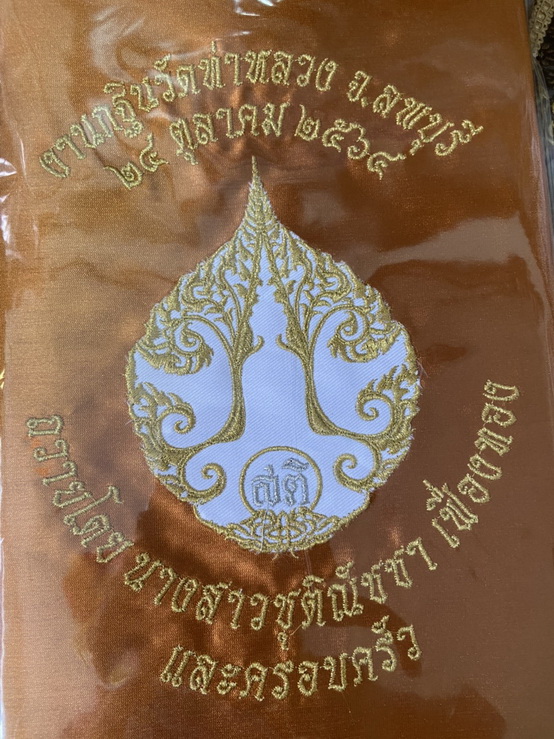 งานกฐินวัดท่าหลวง จ.ลพบุรี
๒๔ ตุลาคม ๒๕๖๔
สติ
ถวายโดย นางสาวชุติณัชชา เฟื่องทอง
และครอบครัว